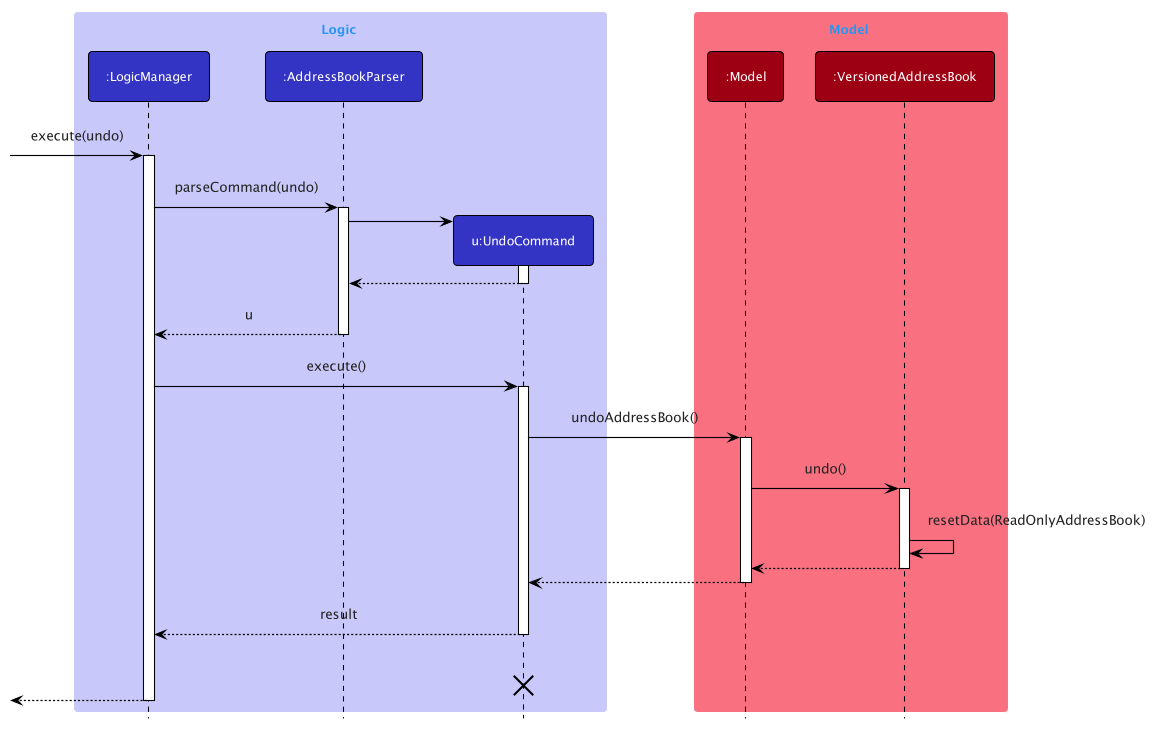 Logic
Model
:LogicManager
:AddressBookParser
:Model
:VersionedAddressBook
execute(undo)
parseCommand(undo)
u:UndoCommand
u
execute()
undoAddressBook()
undo()
resetData(ReadOnlyAddressBook)
result